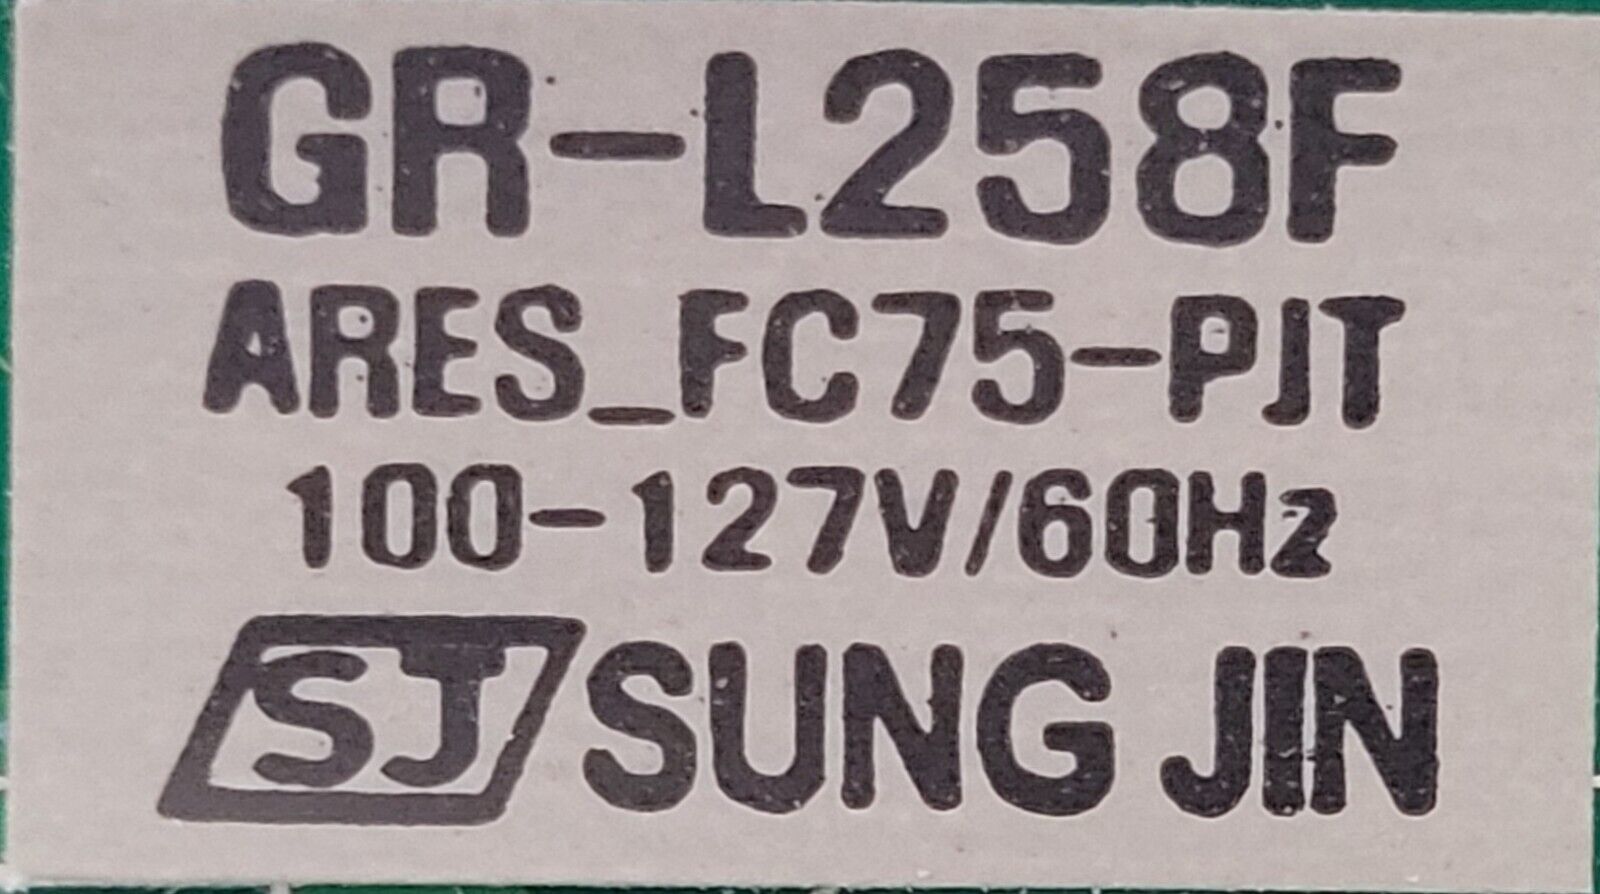 GR-L258F
ARES_FC75-PJT
100-127V/60Hz
SJ SUNG JIN